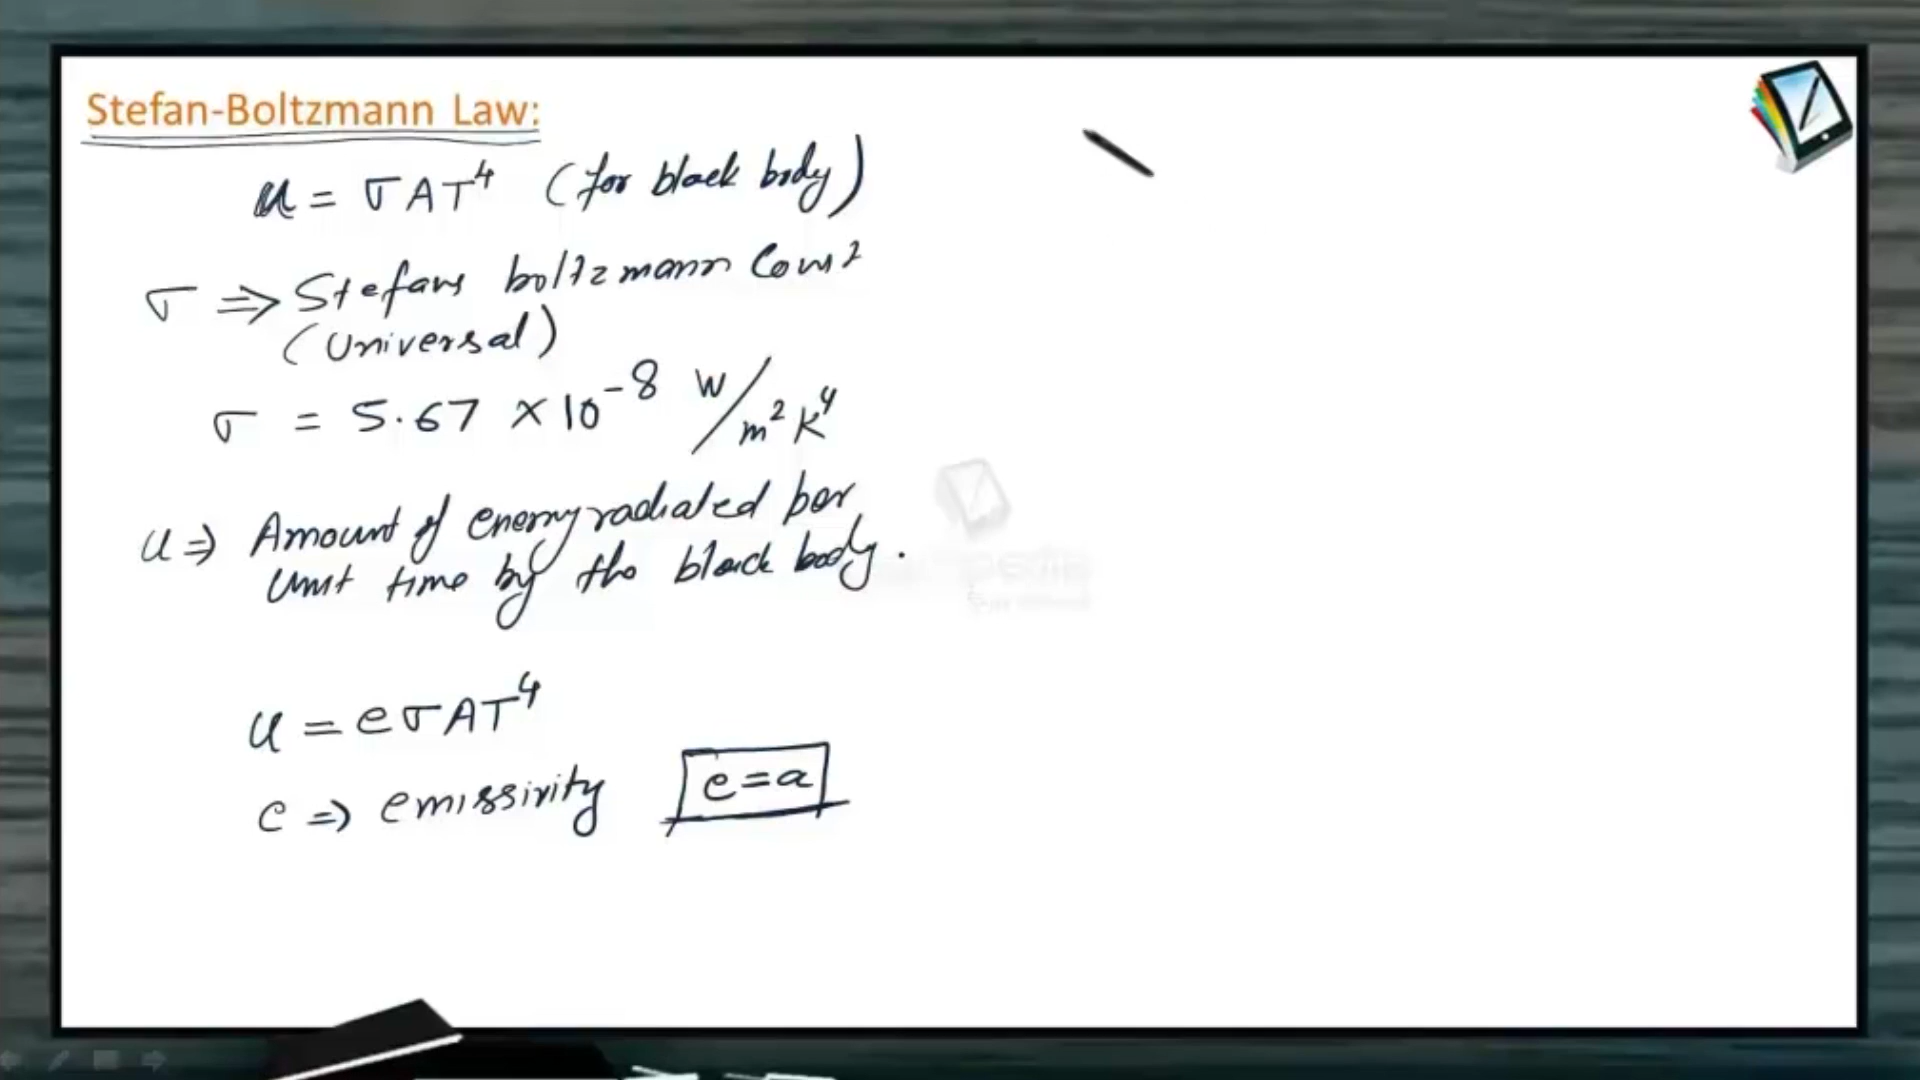 Stefan-Boltzmann Law:
u = σAT⁴ (for black body)
σ ⇒ Stefans boltzmann Const
(Universal)
σ = 5.67 × 10⁻⁸ W/m²K⁴
u ⇒ Amount of energy radiated per
unit time by the black body.
u = eσAT⁴
e ⇒ emissivity e = a